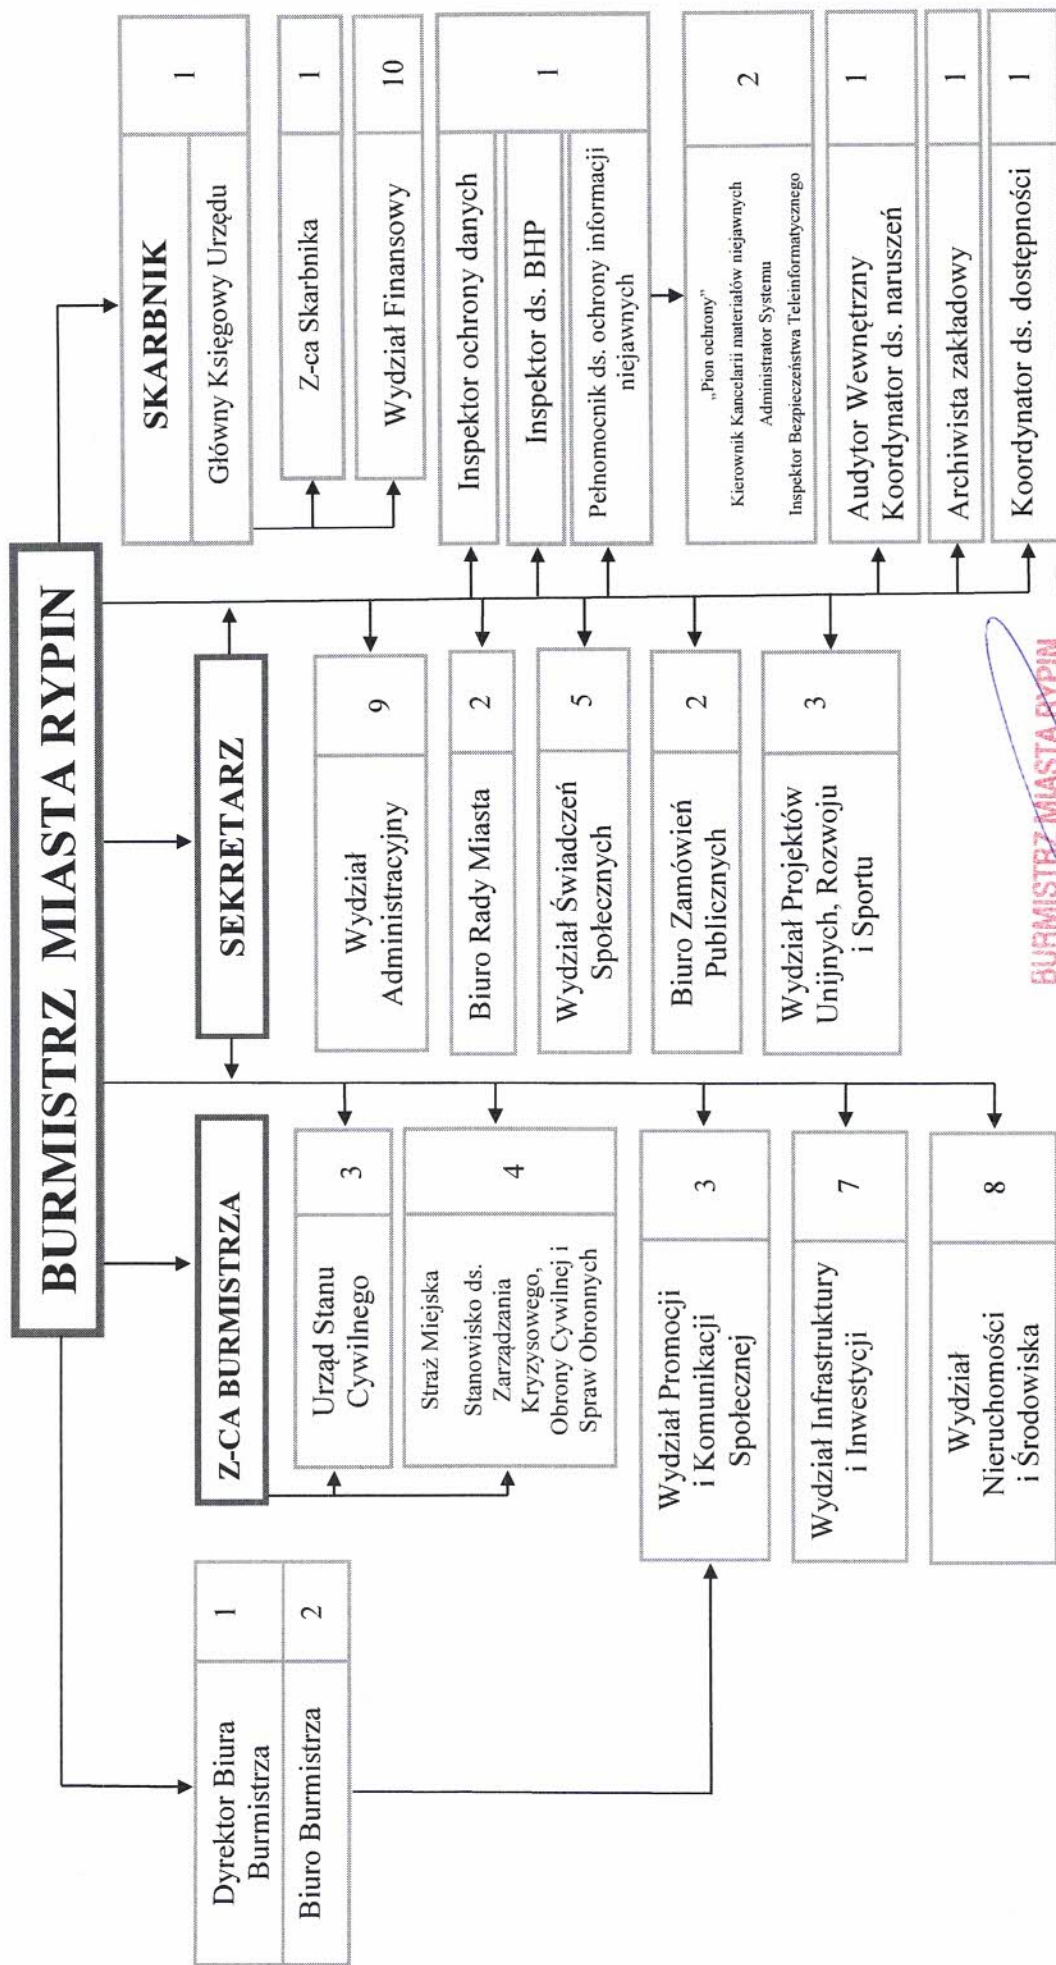 BURMISTRZ MIASTA RYPIN
Dyrektor Biura
Burmistrza
1
Biuro Burmistrza
2
Z-CA BURMISTRZA
Urząd Stanu
Cywilnego
3
Straż Miejska
Stanowisko ds.
Zarządzania
Kryzysowego,
Obrony Cywilnej i
Spraw Obronnych
4
Wydział Promocji
i Komunikacji
Społecznej
3
Wydział Infrastruktury
i Inwestycji
7
Wydział
Nieruchomości
i Środowiska
8
SEKRETARZ
Wydział
Administracyjny
9
Biuro Rady Miasta
2
Wydział Świadczeń
Społecznych
5
Biuro Zamówień
Publicznych
2
Wydział Projektów
Unijnych, Rozwoju
i Sportu
3
SKARBNIK
Główny Księgowy Urzędu
1
Z-ca Skarbnika
1
Wydział Finansowy
10
Inspektor ochrony danych
Inspektor ds. BHP
Pełnomocnik ds. ochrony informacji
niejawnych
1
„Pion ochrony”
Kierownik Kancelarii materiałów niejawnych
Administrator Systemu
Inspektor Bezpieczeństwa Teleinformatycznego
2
Audytor Wewnętrzny
Koordynator ds. naruszeń
1
Archiwista zakładowy
1
Koordynator ds. dostępności
1
BURMISTRZ MIASTA RYPIN